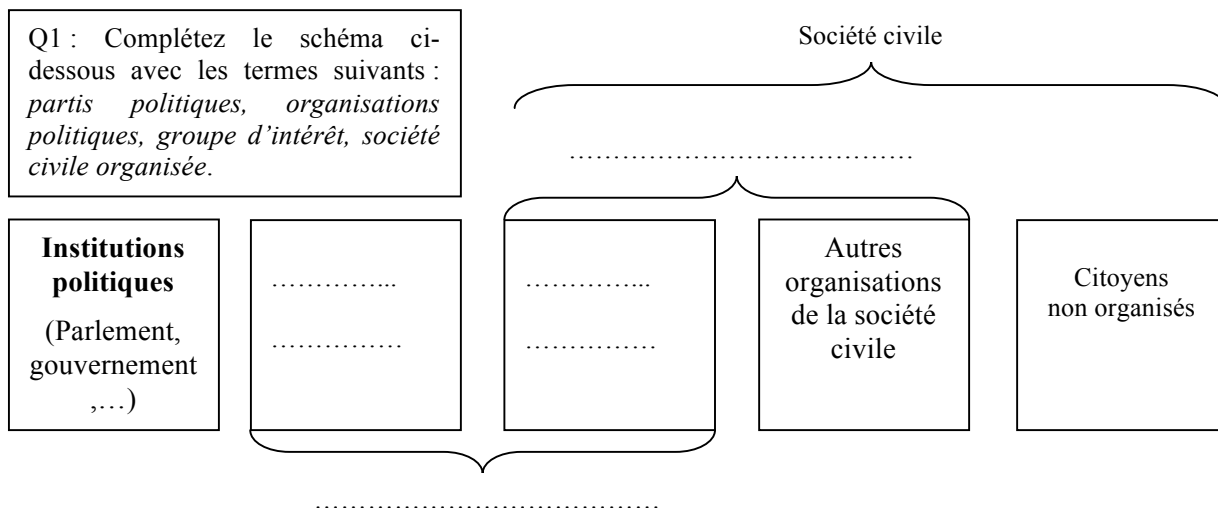 Q1 : Complétez le schéma ci-
dessous avec les termes suivants :
partis politiques, organisations
politiques, groupe d’intérêt, société
civile organisée.
Société civile
…………………………………
Institutions
politiques
(Parlement,
gouvernement
,…)
…………...
……………
…………...
……………
Autres
organisations
de la société
civile
Citoyens
non organisés
…………………………………